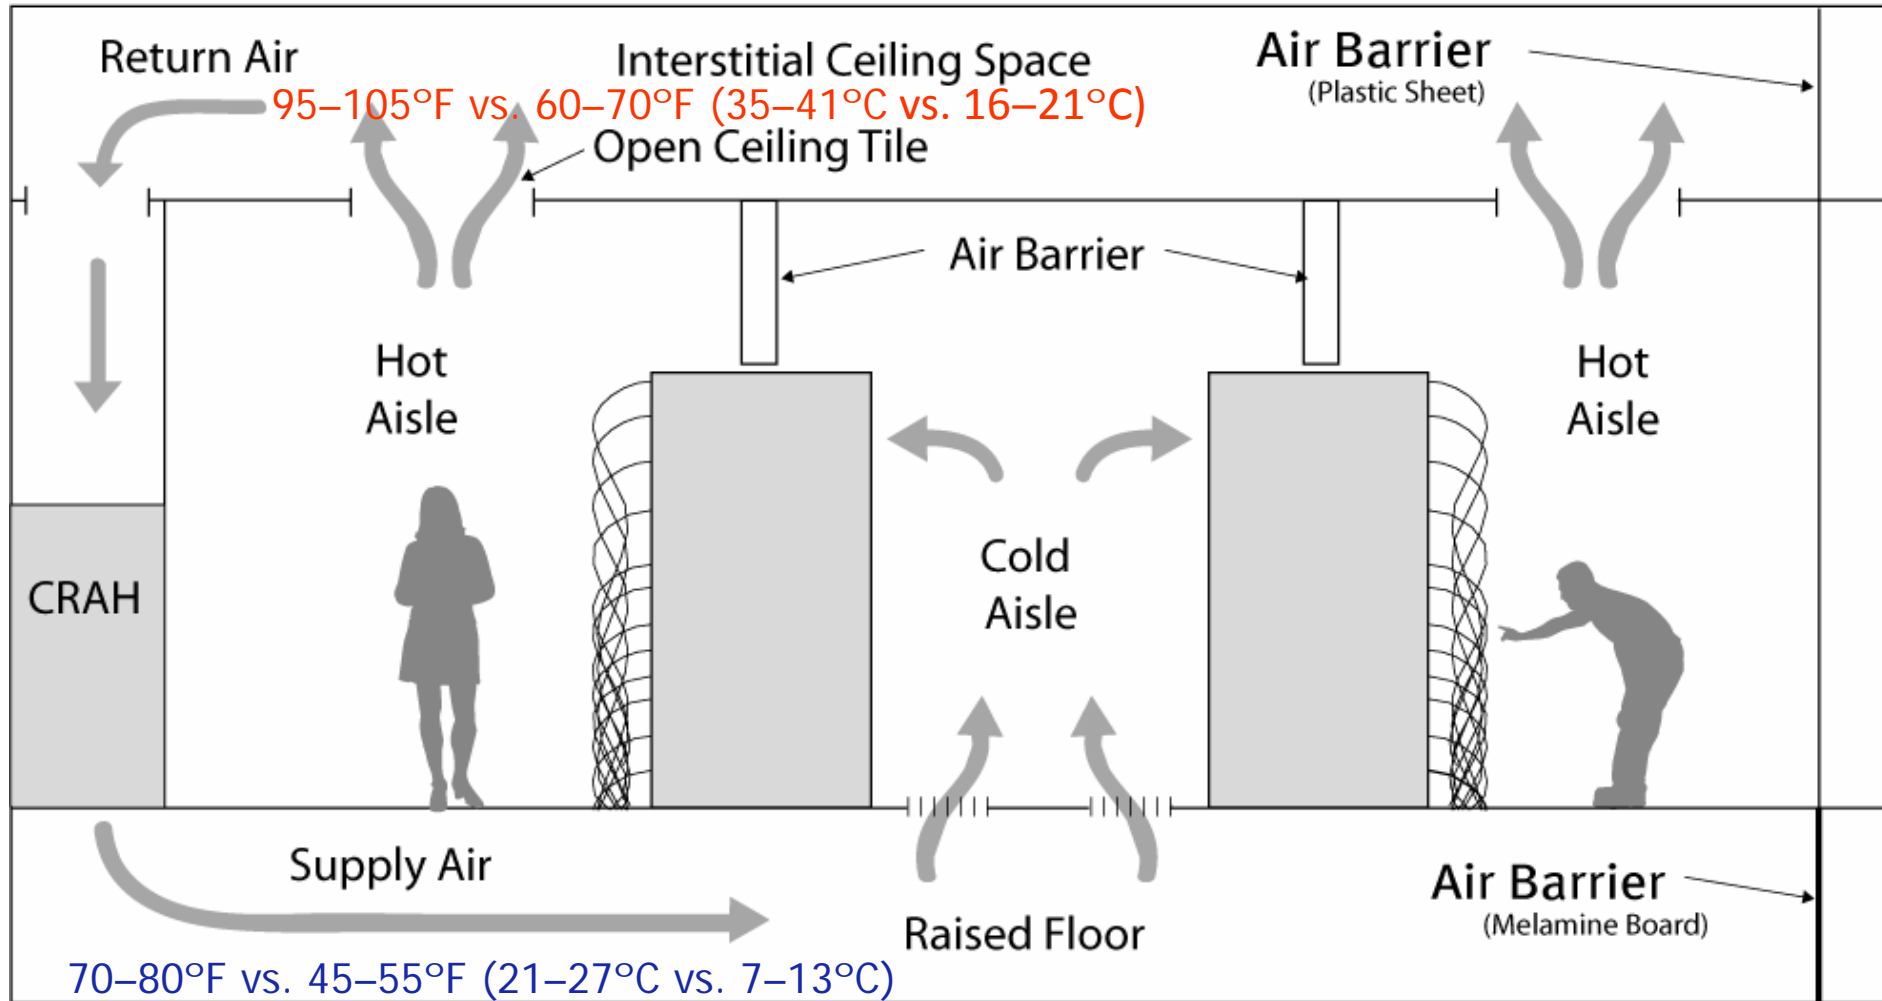 Return Air
Interstitial Ceiling Space
Air Barrier
(Plastic Sheet)
95–105°F vs. 60–70°F (35–41°C vs. 16–21°C)
Open Ceiling Tile
Air Barrier
Hot
Aisle
Hot
Aisle
Cold
Aisle
CRAH
Supply Air
Raised Floor
Air Barrier
(Melamine Board)
70–80°F vs. 45–55°F (21–27°C vs. 7–13°C)